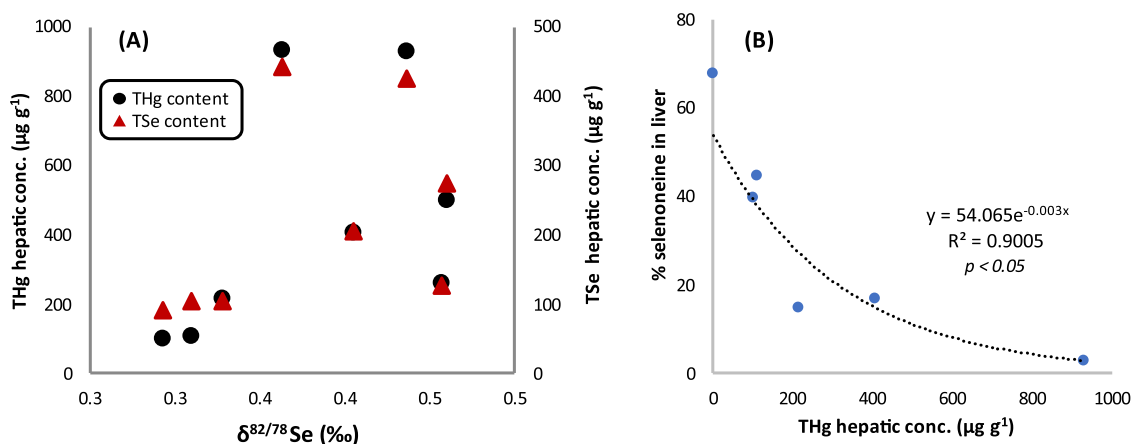 (A)
THg content
TSe content
1000
800
600
400
200
0
THg hepatic conc. (µg g⁻¹)
500
400
300
200
100
0
TSe hepatic conc. (µg g⁻¹)
0.3 0.3 0.4 0.4 0.5 0.5
δ⁸²/⁷⁸Se (‰)
(B)
80
60
40
20
0
% selenoneine in liver
y = 54.065e⁻⁰·⁰⁰³ˣ
R² = 0.9005
p < 0.05
0 200 400 600 800 1000
THg hepatic conc. (µg g¹)